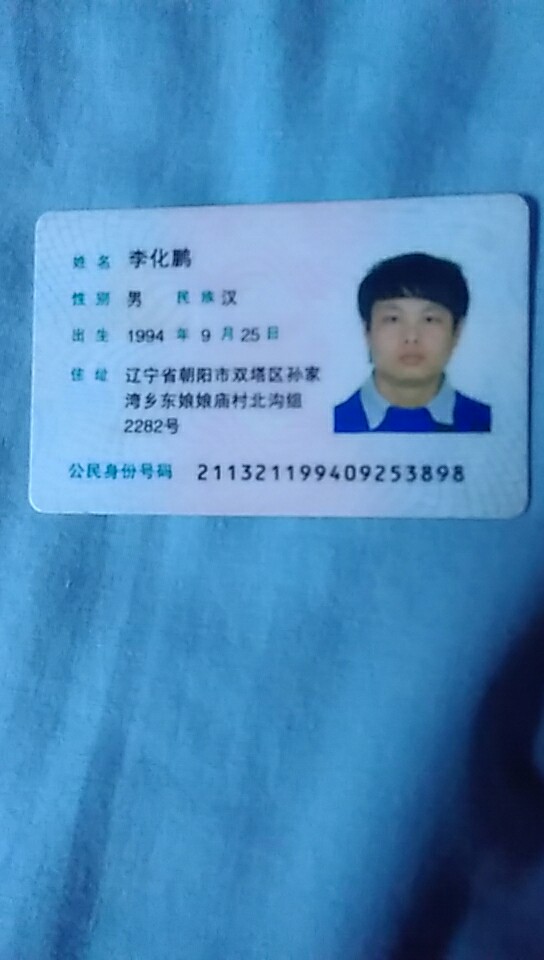 姓名 李化鹏
性别 男 民族 汉
出生 1994 年 9 月 25 日
住址 辽宁省朝阳市双塔区孙家
湾乡东娘娘庙村北沟组
2282号
公民身份号码 211321199409253898